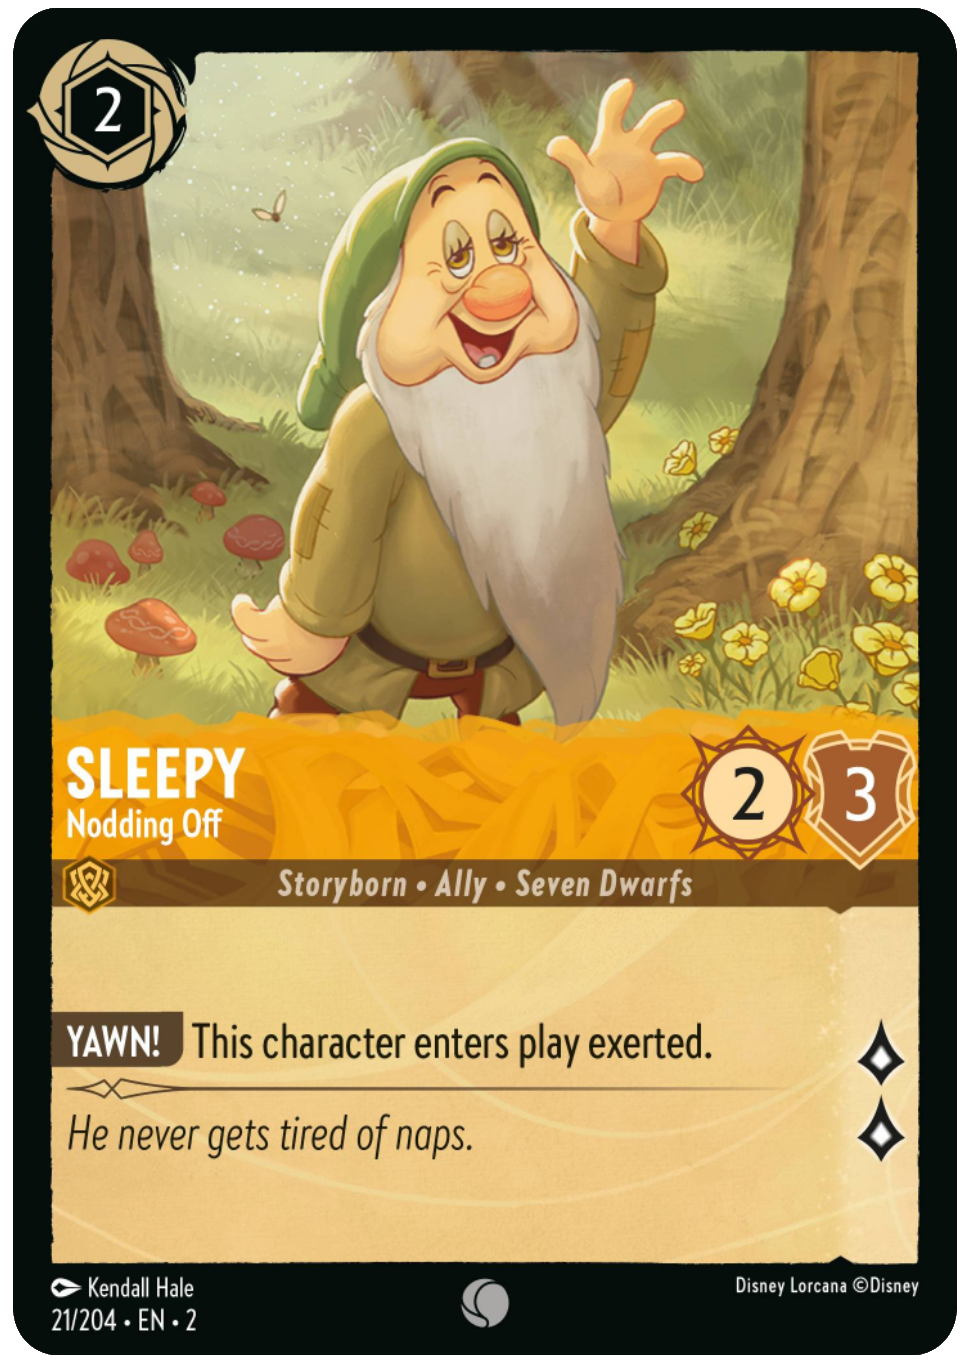 2
SLEEPY
Nodding Off
2
3
Storyborn • Ally • Seven Dwarfs
YAWN! This character enters play exerted.
He never gets tired of naps.
Kendall Hale
21/204 • EN • 2
Disney Lorcana ©Disney